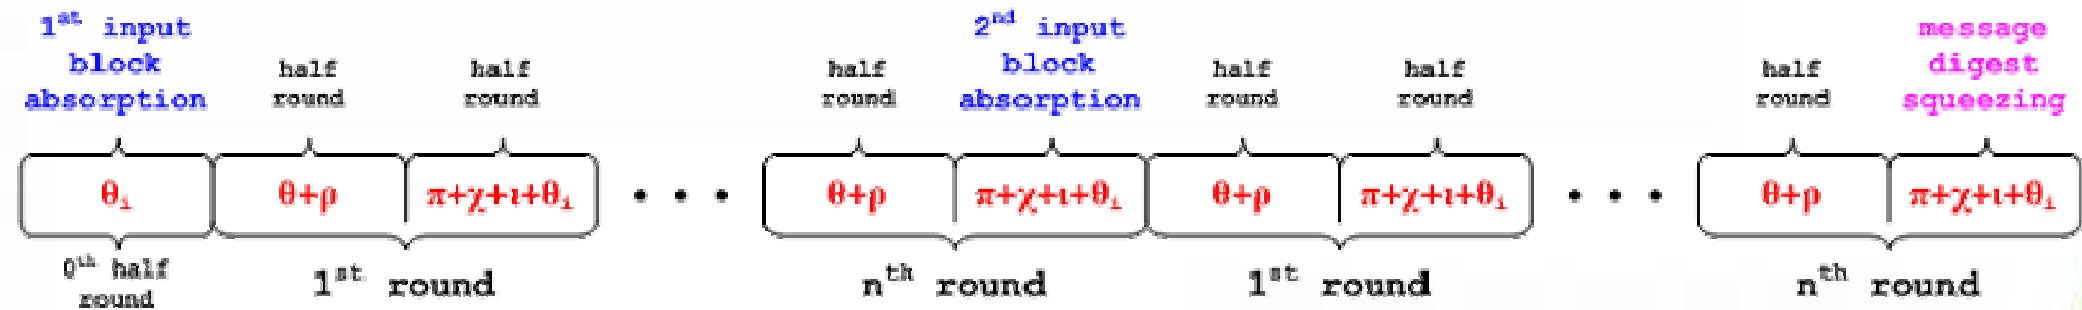 1st input block absorption
half round
half round
half round
2nd input block absorption
half round
half round
half round
message digest squeezing
θi
θ+ρ
π+χ+ι+θi
• • •
θ+ρ
π+χ+ι+θi
θ+ρ
π+χ+ι+θi
• • •
θ+ρ
π+χ+ι+θi
0th half round
1st round
nth round
1st round
nth round